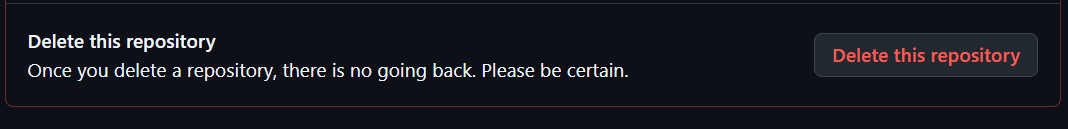 Delete this repository
Once you delete a repository, there is no going back. Please be certain.
Delete this repository